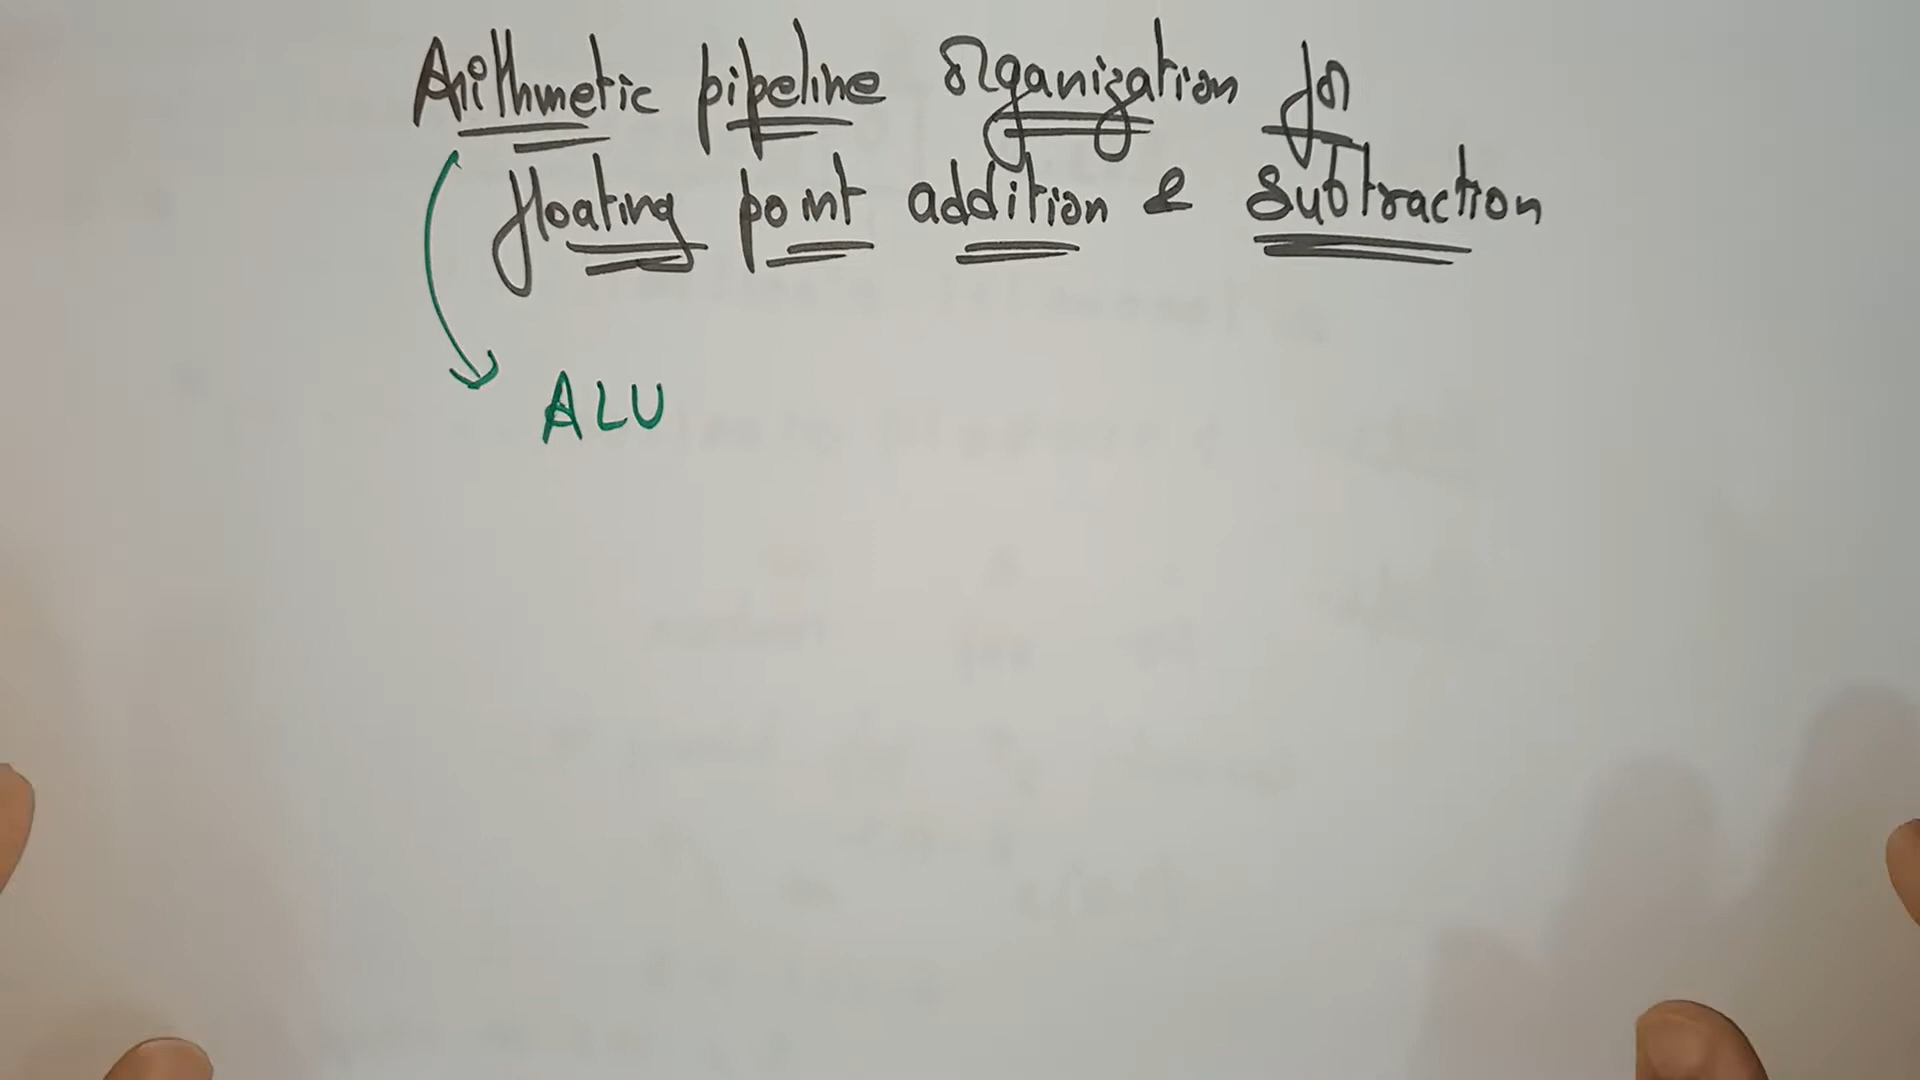 Arithmetic pipeline Organization for
floating point addition & Subtraction
ALU